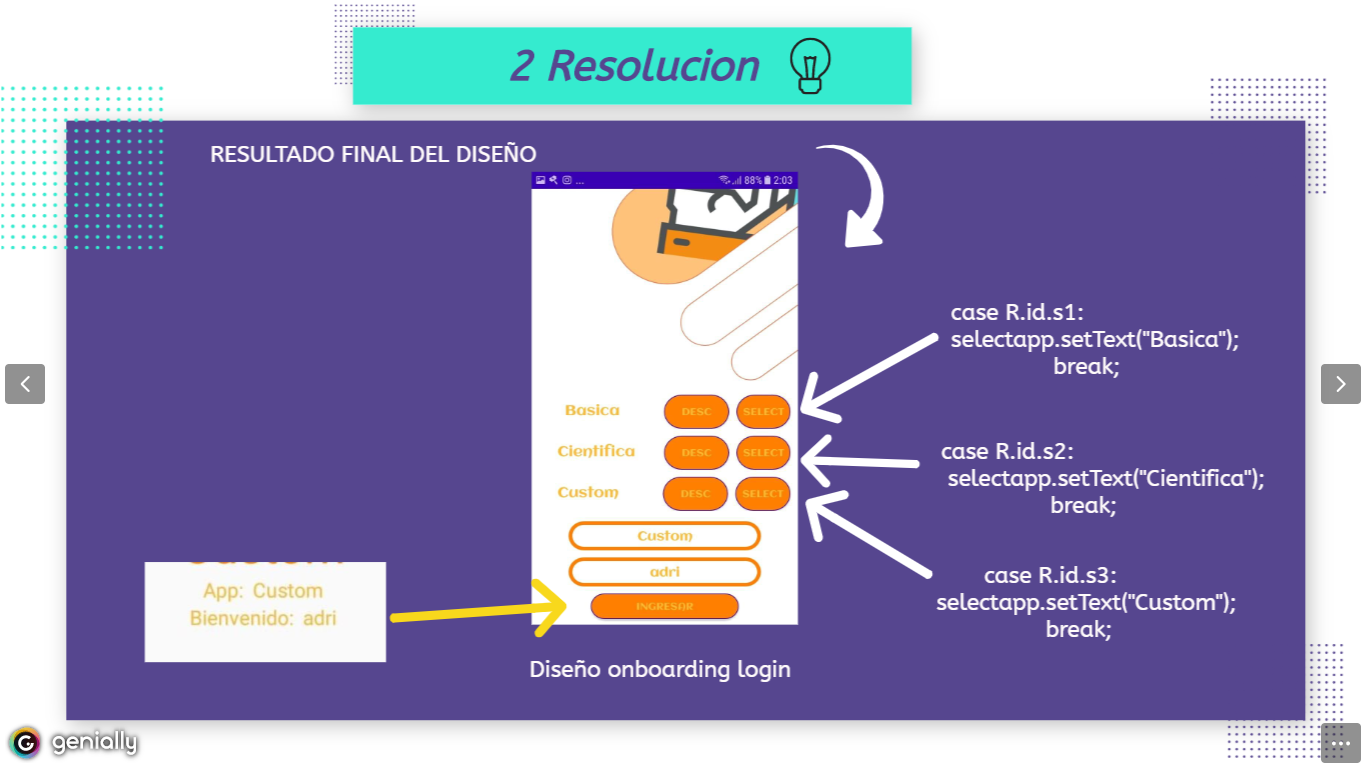 2 Resolucion
RESULTADO FINAL DEL DISEÑO
... 88% 2:03
case R.id.s1:
selectapp.setText("Basica");
break;
Basica DESC SELECT
Cientifica DESC SELECT
case R.id.s2:
selectapp.setText("Cientifica");
break;
Custom DESC SELECT
Custom
adri
INGRESAR
case R.id.s3:
selectapp.setText("Custom");
break;
App: Custom
Bienvenido: adri
Diseño onboarding login
genially